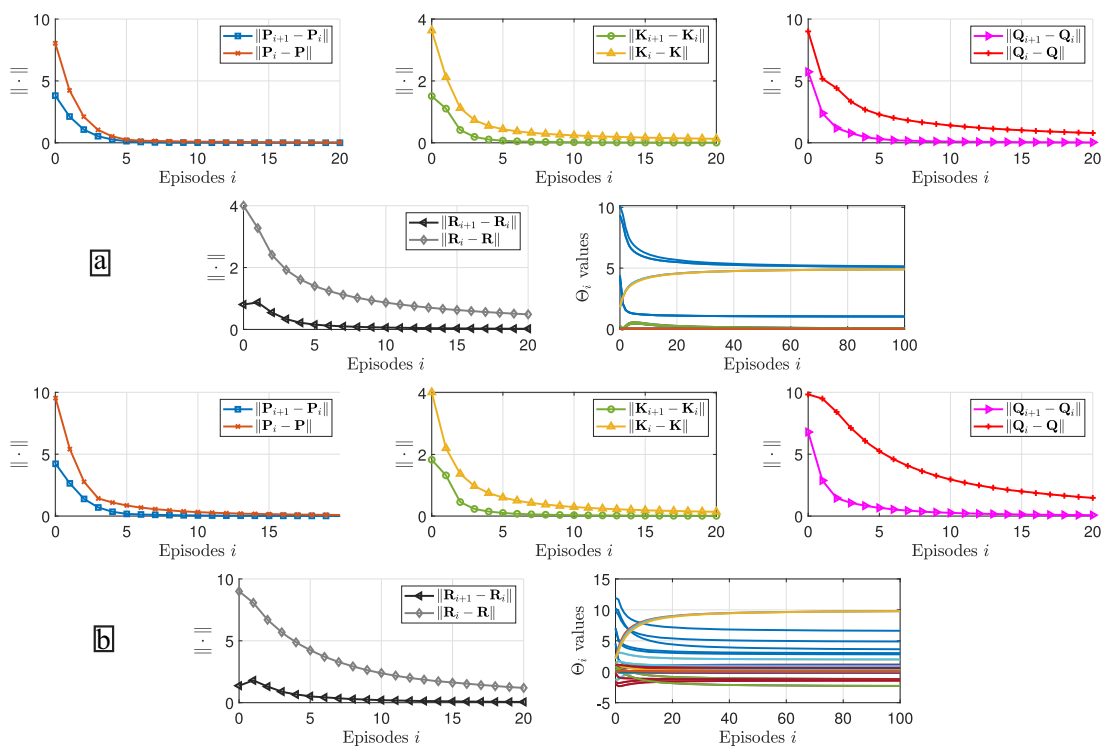 10
5
0
‖·‖
‖P_{i+1} − P_i‖
‖P_i − P‖
0 5 10 15 20
Episodes i
4
2
0
‖·‖
‖K_{i+1} − K_i‖
‖K_i − K‖
0 5 10 15 20
Episodes i
10
5
0
‖·‖
‖Q_{i+1} − Q_i‖
‖Q_i − Q‖
0 5 10 15 20
Episodes i
a
4
2
0
‖·‖
‖R_{i+1} − R_i‖
‖R_i − R‖
0 5 10 15 20
Episodes i
10
5
0
Θ_i values
0 20 40 60 80 100
Episodes i
10
5
0
‖·‖
‖P_{i+1} − P_i‖
‖P_i − P‖
0 5 10 15
Episodes i
4
2
0
‖·‖
‖K_{i+1} − K_i‖
‖K_i − K‖
0 5 10 15 20
Episodes i
10
5
0
‖·‖
‖Q_{i+1} − Q_i‖
‖Q_i − Q‖
0 5 10 15 20
Episodes i
b
10
5
0
‖·‖
‖R_{i+1} − R_i‖
‖R_i − R‖
0 5 10 15 20
Episodes i
15
10
5
0
-5
Θ_i values
0 20 40 60 80 100
Episodes i